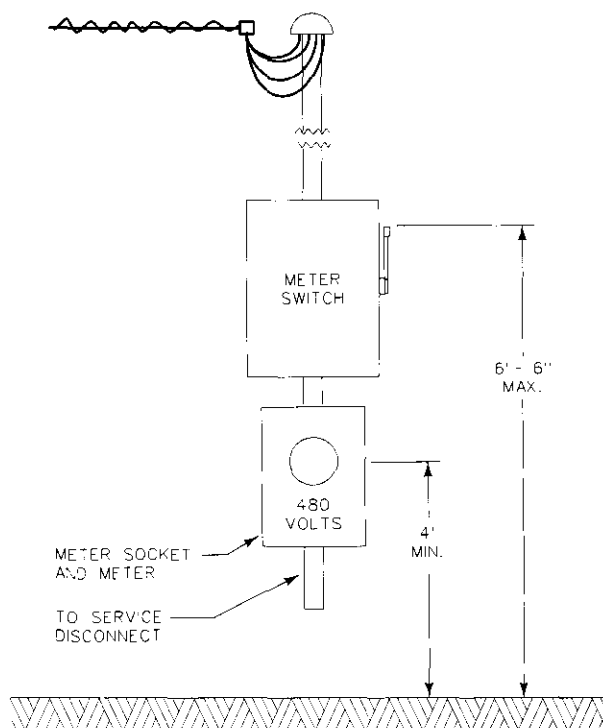 METER
SWITCH
6' - 6"
MAX.
480
VOLTS
4'
MIN.
METER SOCKET
AND METER
TO SERVICE
DISCONNECT